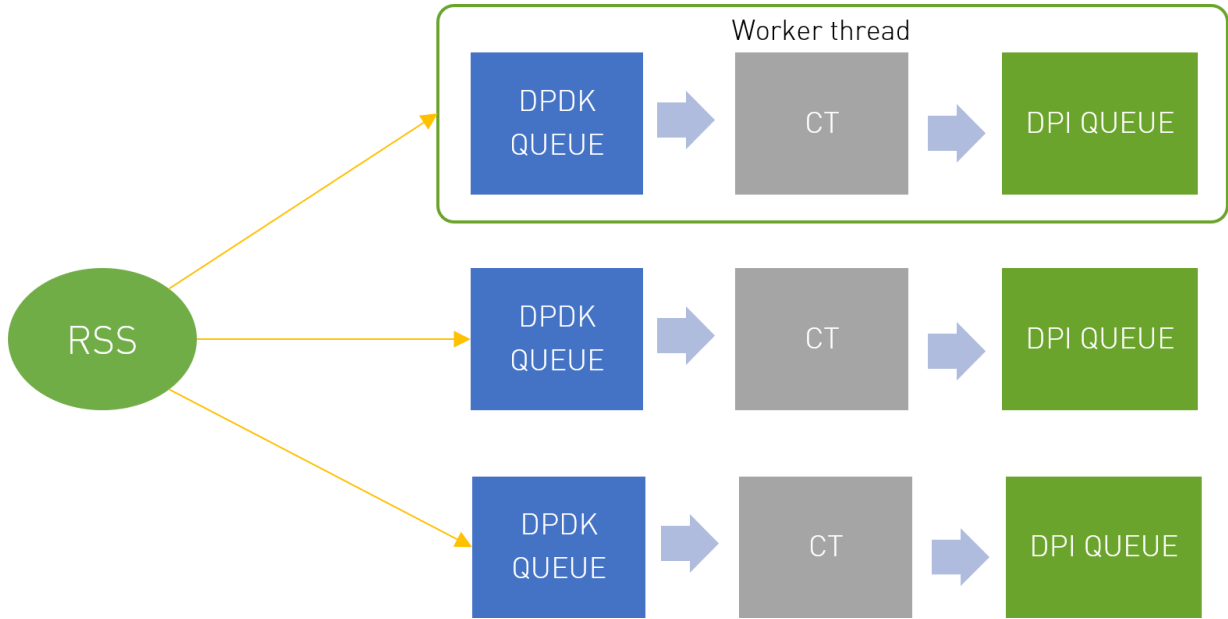 Worker thread
DPDK
QUEUE
CT
DPI QUEUE
RSS
DPDK
QUEUE
CT
DPI QUEUE
DPDK
QUEUE
CT
DPI QUEUE